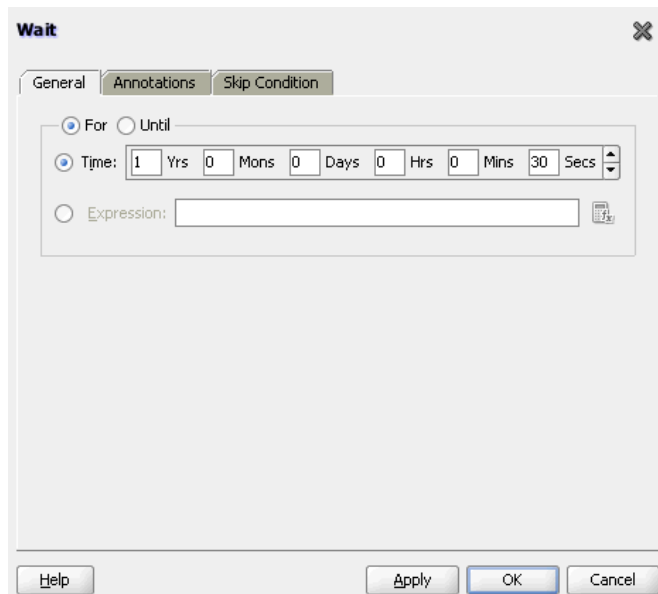 Wait
General Annotations Skip Condition
For Until
Time: 1 Yrs 0 Mons 0 Days 0 Hrs 0 Mins 30 Secs
Expression:
Help Apply OK Cancel